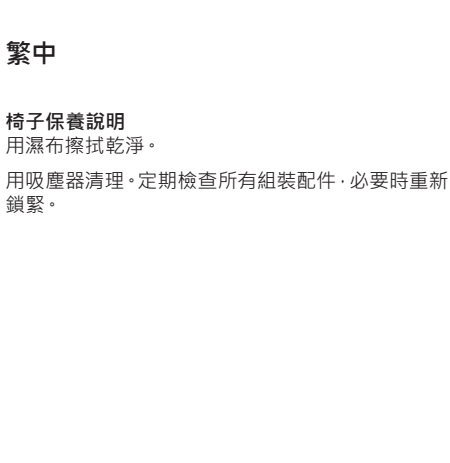 繁中
椅子保養說明
用濕布擦拭乾淨。
用吸塵器清理。定期檢查所有組裝配件，必要時重新
鎖緊。